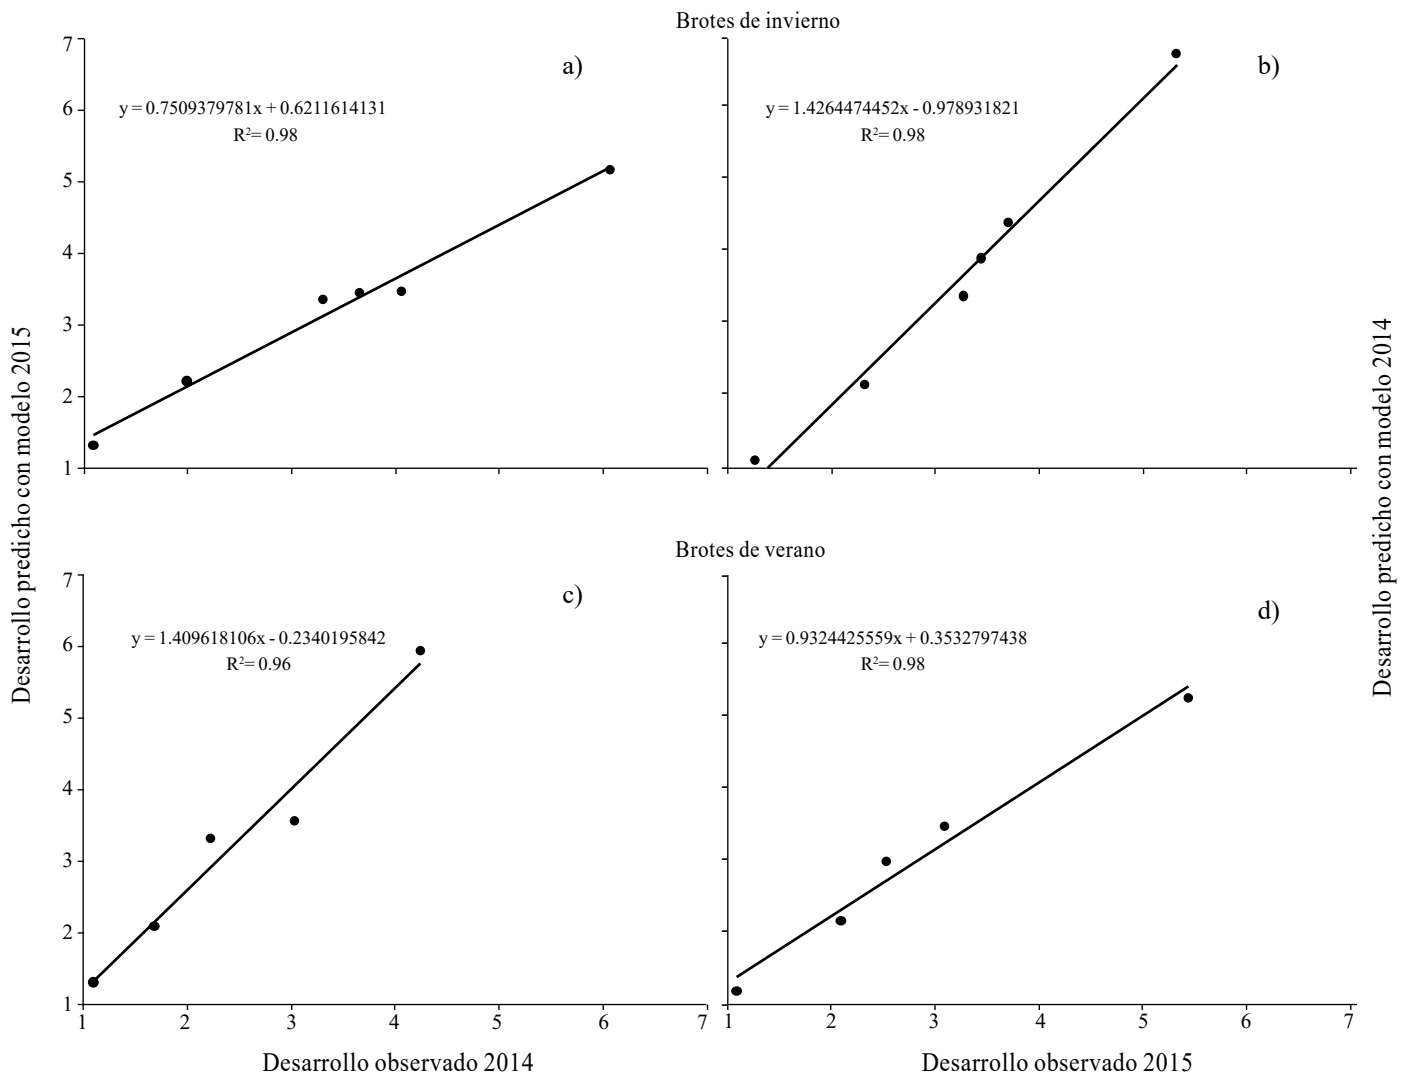 Brotes de invierno
a)
y = 0.7509379781x + 0.6211614131
R²= 0.98
7
6
5
4
3
2
1
b)
y = 1.4264474452x - 0.978931821
R²= 0.98
Desarrollo predicho con modelo 2015
Desarrollo predicho con modelo 2014
Brotes de verano
c)
y = 1.409618106x - 0.2340195842
R²= 0.96
7
6
5
4
3
2
1
1 2 3 4 5 6 7
d)
y = 0.9324425559x + 0.3532797438
R²= 0.98
1 2 3 4 5 6 7
Desarrollo observado 2014
Desarrollo observado 2015